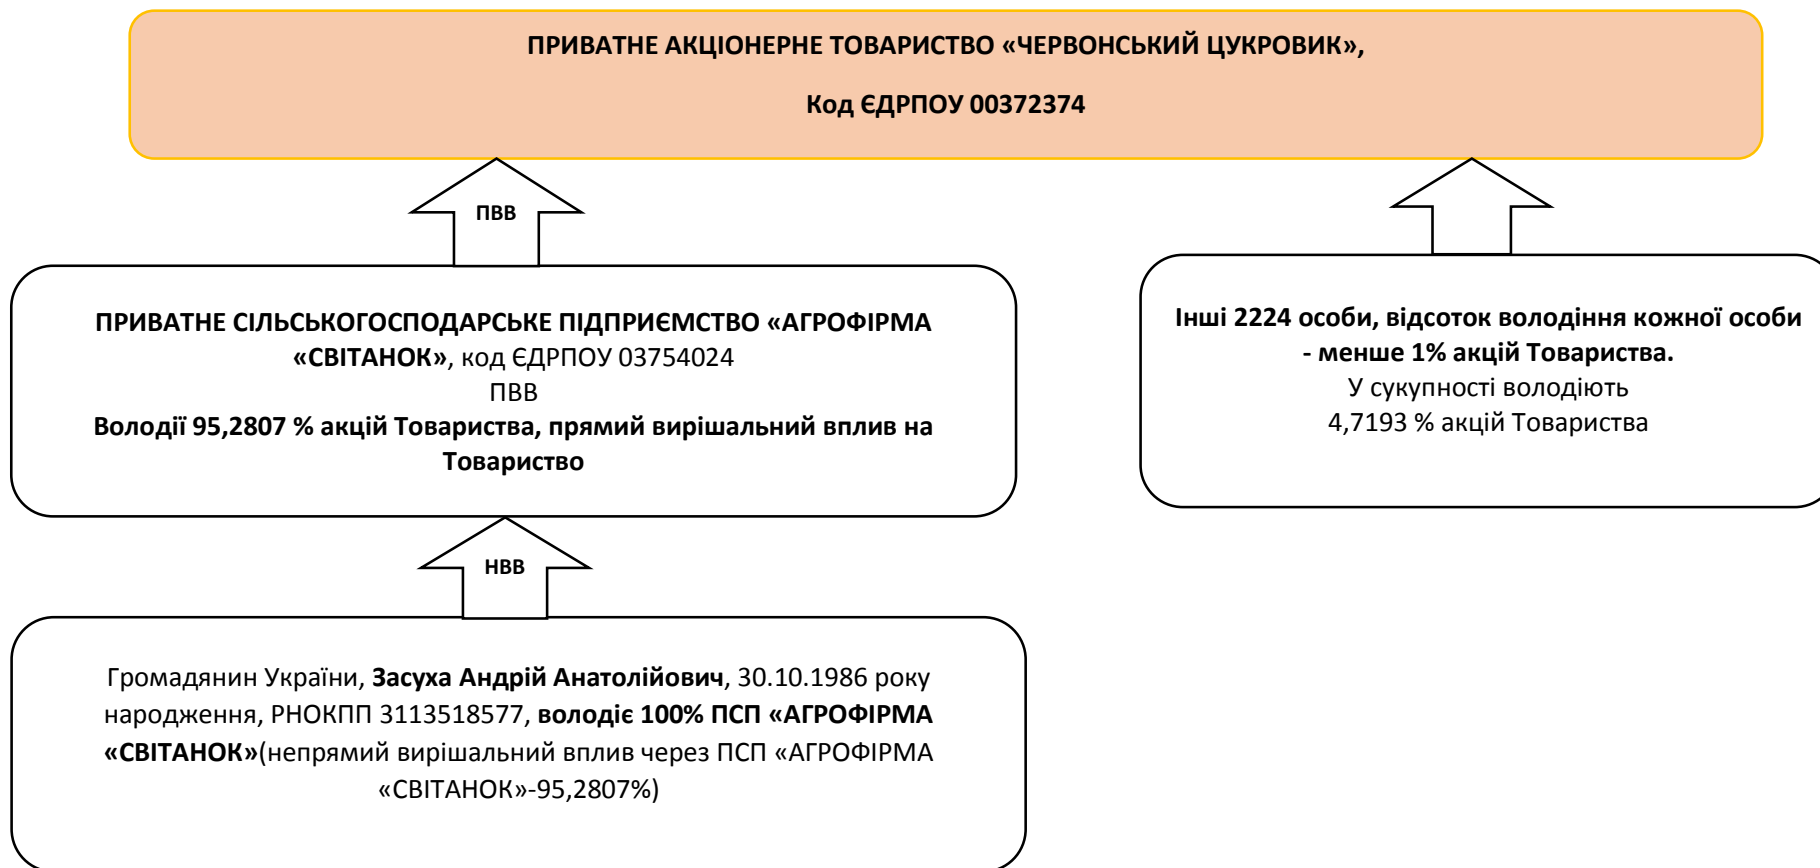 ПРИВАТНЕ АКЦІОНЕРНЕ ТОВАРИСТВО «ЧЕРВОНСЬКИЙ ЦУКРОВИК»,
Код ЄДРПОУ 00372374
ПВВ
ПРИВАТНЕ СІЛЬСЬКОГОСПОДАРСЬКЕ ПІДПРИЄМСТВО «АГРОФІРМА
«СВІТАНОК», код ЄДРПОУ 03754024
ПВВ
Володії 95,2807 % акцій Товариства, прямий вирішальний вплив на
Товариство
Інші 2224 особи, відсоток володіння кожної особи
- менше 1% акцій Товариства.
У сукупності володіють
4,7193 % акцій Товариства
НВВ
Громадянин України, Засуха Андрій Анатолійович, 30.10.1986 року
народження, РНОКПП 3113518577, володіє 100% ПСП «АГРОФІРМА
«СВІТАНОК»(непрямий вирішальний вплив через ПСП «АГРОФІРМА
«СВІТАНОК»-95,2807%)